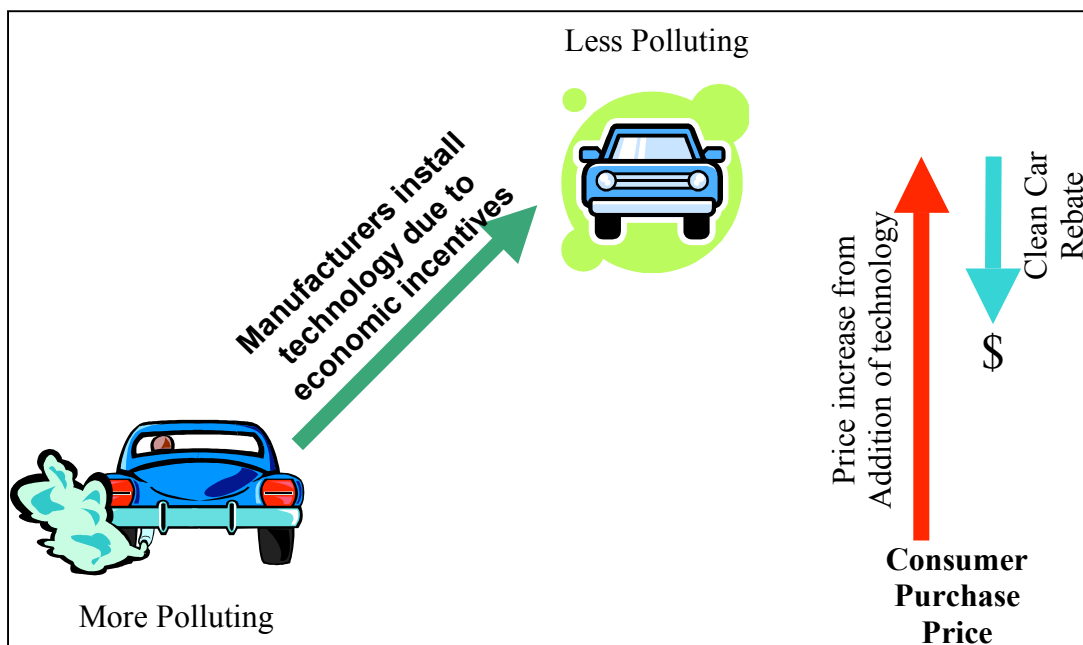 Less Polluting
Manufacturers install
technology due to
economic incentives
More Polluting
Price increase from
Addition of technology
Clean Car
Rebate
$
Consumer
Purchase
Price